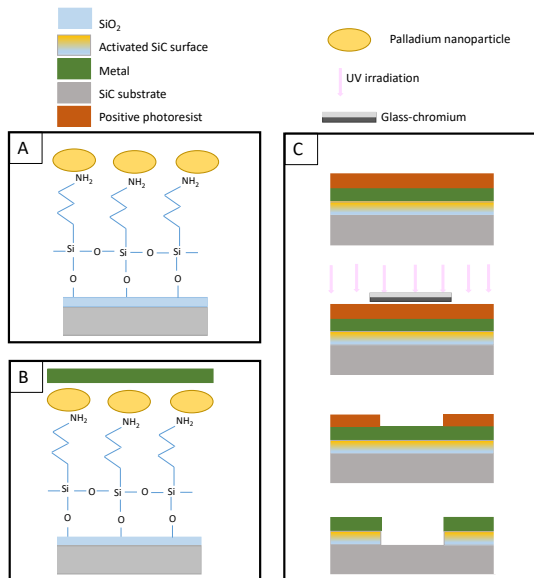 SiO2
Activated SiC surface
Metal
SiC substrate
Positive photoresist
Palladium nanoparticle
UV irradiation
Glass-chromium
A
NH2 NH2 NH2
Si O Si O Si
O O O
B
NH2 NH2 NH2
Si O Si O Si
O O O
C